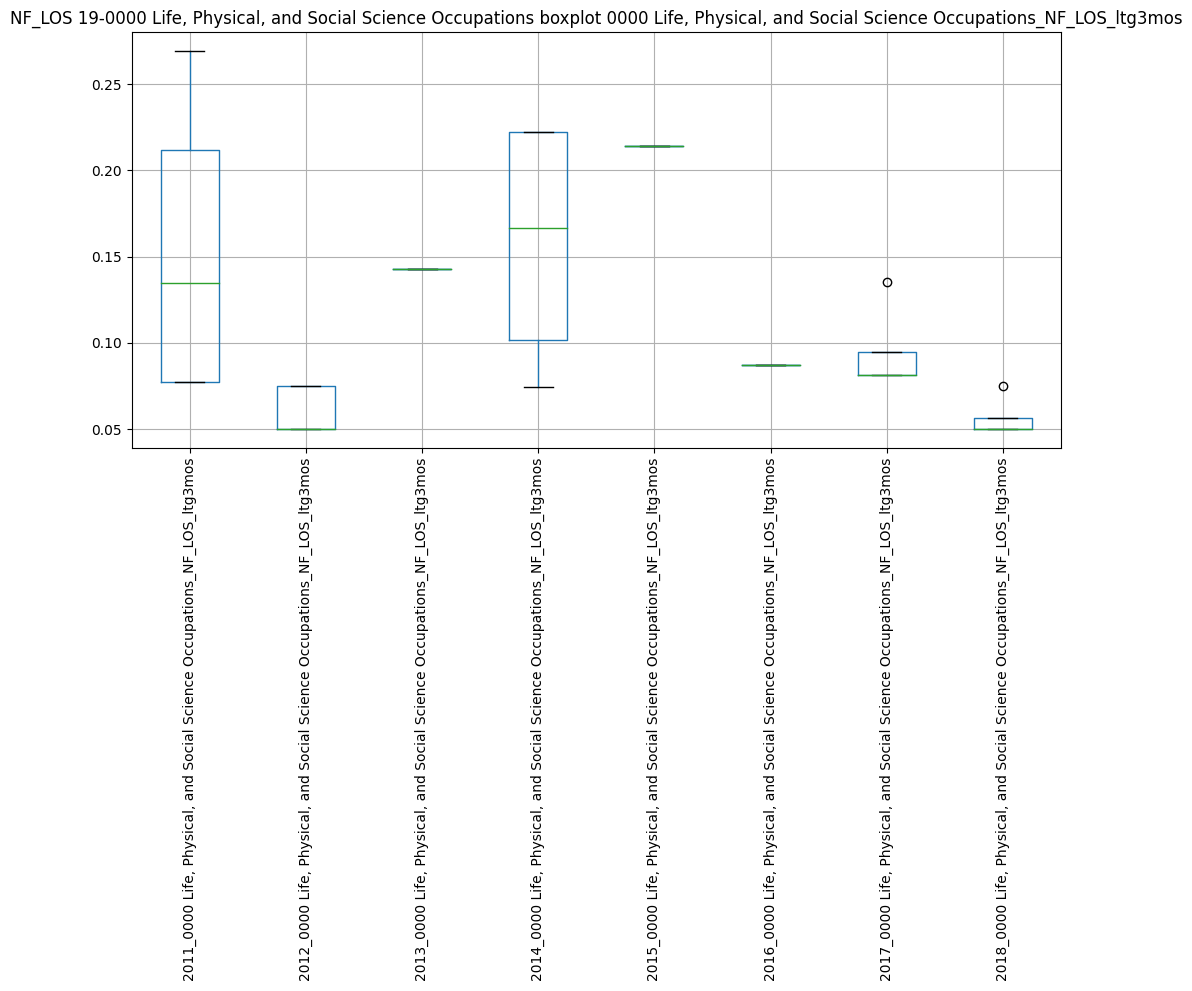 NF_LOS 19-0000 Life, Physical, and Social Science Occupations boxplot 0000 Life, Physical, and Social Science Occupations_NF_LOS_ltg3mos
0.25
0.20
0.15
0.10
0.05
2011_0000 Life, Physical, and Social Science Occupations_NF_LOS_ltg3mos
2012_0000 Life, Physical, and Social Science Occupations_NF_LOS_ltg3mos
2013_0000 Life, Physical, and Social Science Occupations_NF_LOS_ltg3mos
2014_0000 Life, Physical, and Social Science Occupations_NF_LOS_ltg3mos
2015_0000 Life, Physical, and Social Science Occupations_NF_LOS_ltg3mos
2016_0000 Life, Physical, and Social Science Occupations_NF_LOS_ltg3mos
2017_0000 Life, Physical, and Social Science Occupations_NF_LOS_ltg3mos
2018_0000 Life, Physical, and Social Science Occupations_NF_LOS_ltg3mos